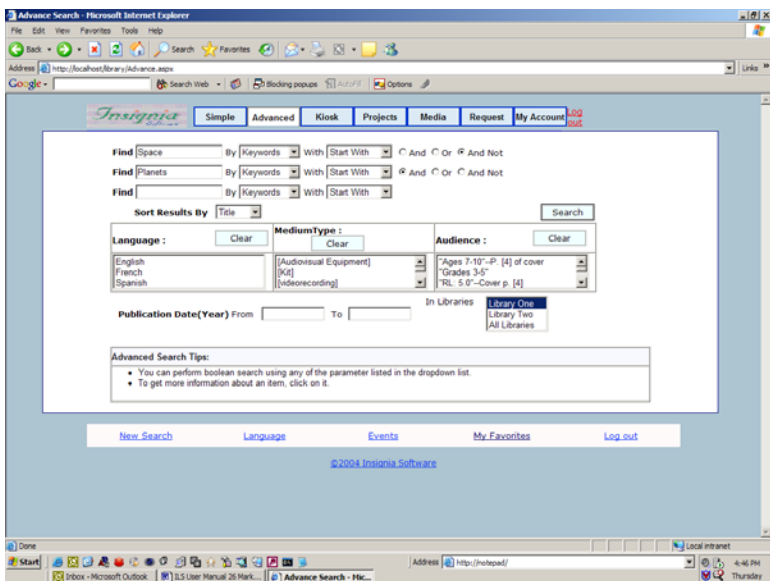 Advance Search - Microsoft Internet Explorer
File Edit View Favorites Tools Help
Back Search Favorites
Address http://localhost/library/Advance.aspx Links
Google Search Web Blocking popups AutoFill Options
Insignia Software Simple Advanced Kiosk Projects Media Request My Account Log out
Find Space By Keywords With Start With And Or And Not
Find Planets By Keywords With Start With And Or And Not
Find By Keywords With Start With
Sort Results By Title Search
Language : Clear MediumType : Clear Audience : Clear
English [Audiovisual Equipment] "Ages 7-10"--P. [4] of cover
French [Kit] "Grades 3-5"
Spanish [videorecording] "RL: 5.0"--Cover p. [4]
Publication Date(Year) From To In Libraries Library One
Library Two
All Libraries
Advanced Search Tips:
• You can perform boolean search using any of the parameter listed in the dropdown list.
• To get more information about an item, click on it.
New Search Language Events My Favorites Log out
©2004 Insignia Software
Done Local intranet
Start Address http://notepad/ 4:46 PM
Inbox - Microsoft Outlook ILS User Manual 26 Mark... Advance Search - Mic... Thursday